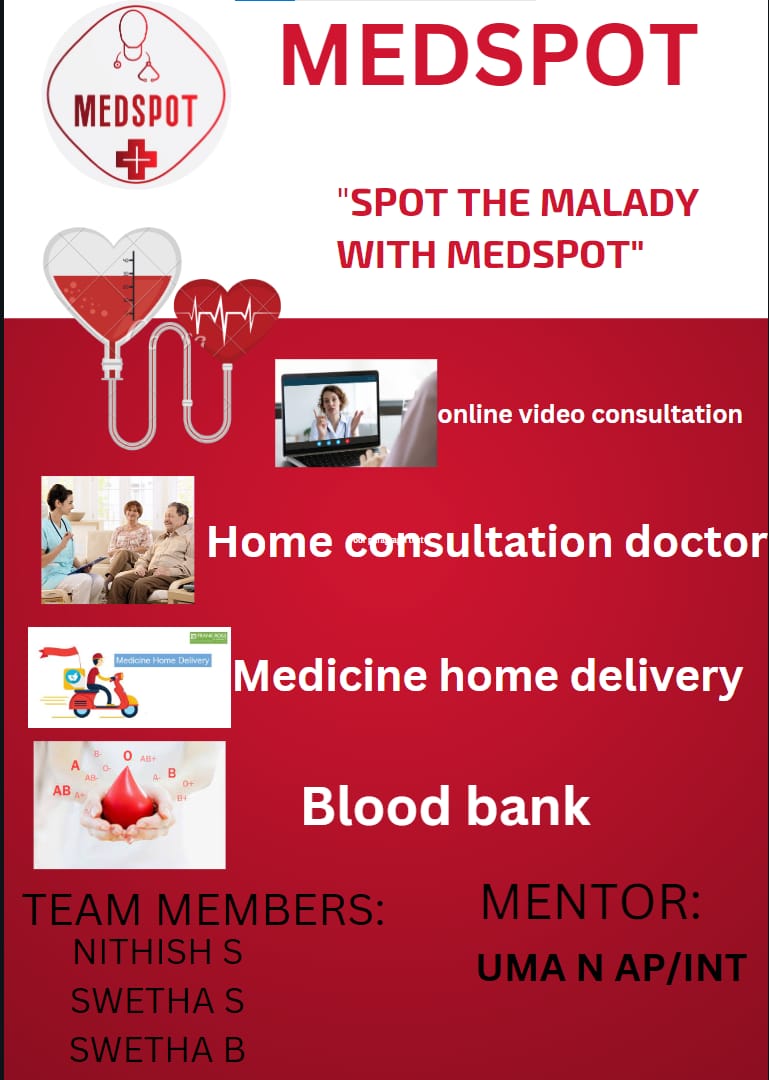 MEDSPOT
MEDSPOT
"SPOT THE MALADY
WITH MEDSPOT"
online video consultation
Home consultation doctor
Medicine Home Delivery
Medicine home delivery
B-
O
AB+
A
O-
AB-
A-
B
O+
AB
A+
B+
Blood bank
TEAM MEMBERS:
NITHISH S
SWETHA S
SWETHA B
MENTOR:
UMA N AP/INT